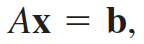 Ax = b,